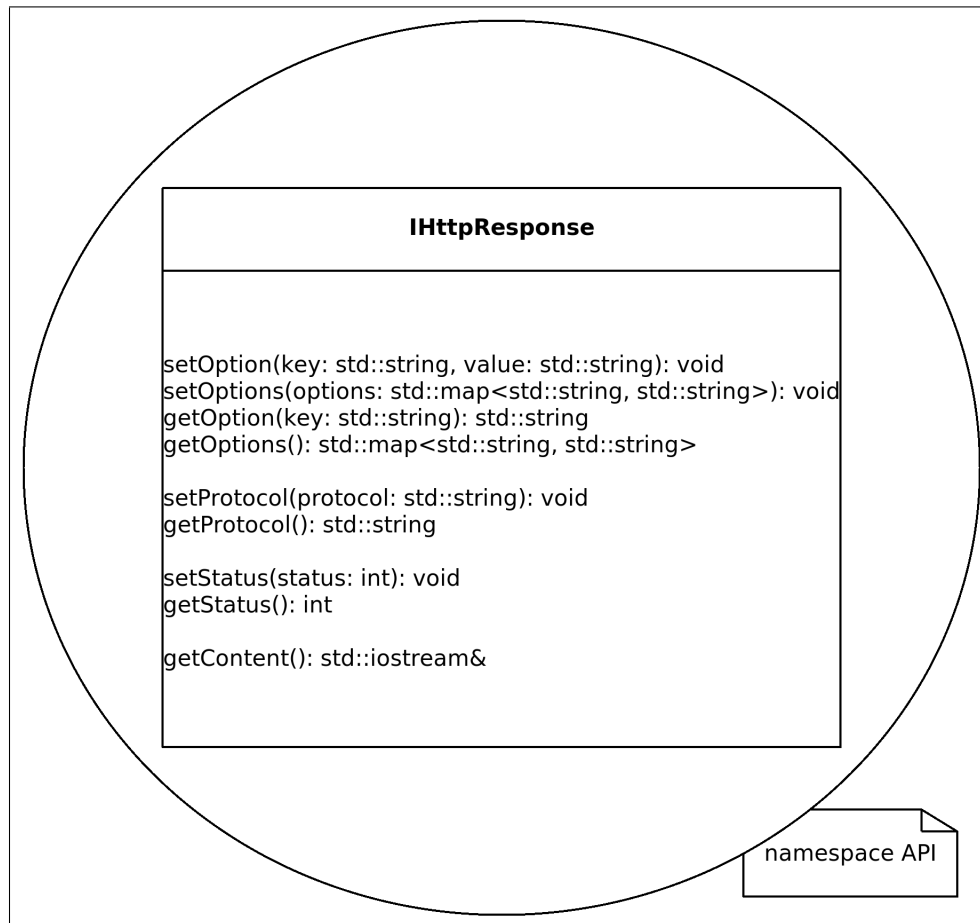 IHttpResponse
setOption(key: std::string, value: std::string): void
setOptions(options: std::map<std::string, std::string>): void
getOption(key: std::string): std::string
getOptions(): std::map<std::string, std::string>
setProtocol(protocol: std::string): void
getProtocol(): std::string
setStatus(status: int): void
getStatus(): int
getContent(): std::iostream&
namespace API